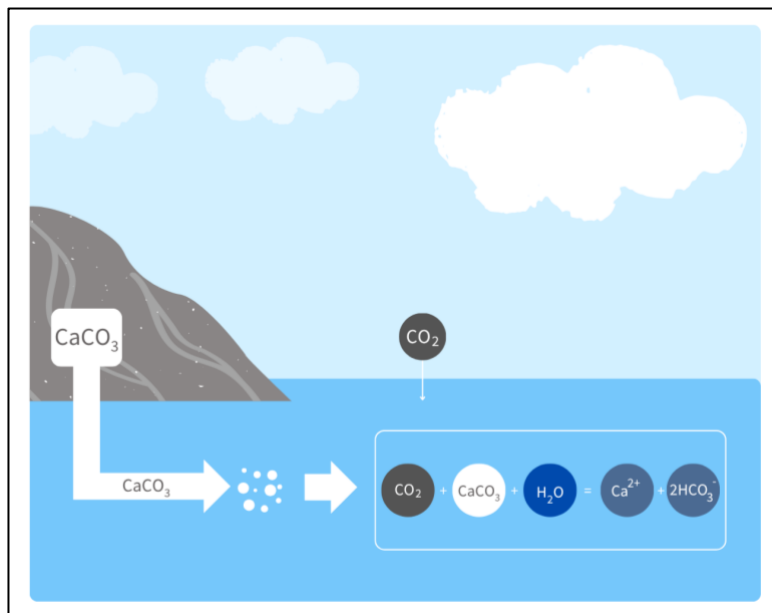 CaCO₃
CO₂
CaCO₃
CO₂ + CaCO₃ + H₂O = Ca²⁺ + 2HCO₃⁻